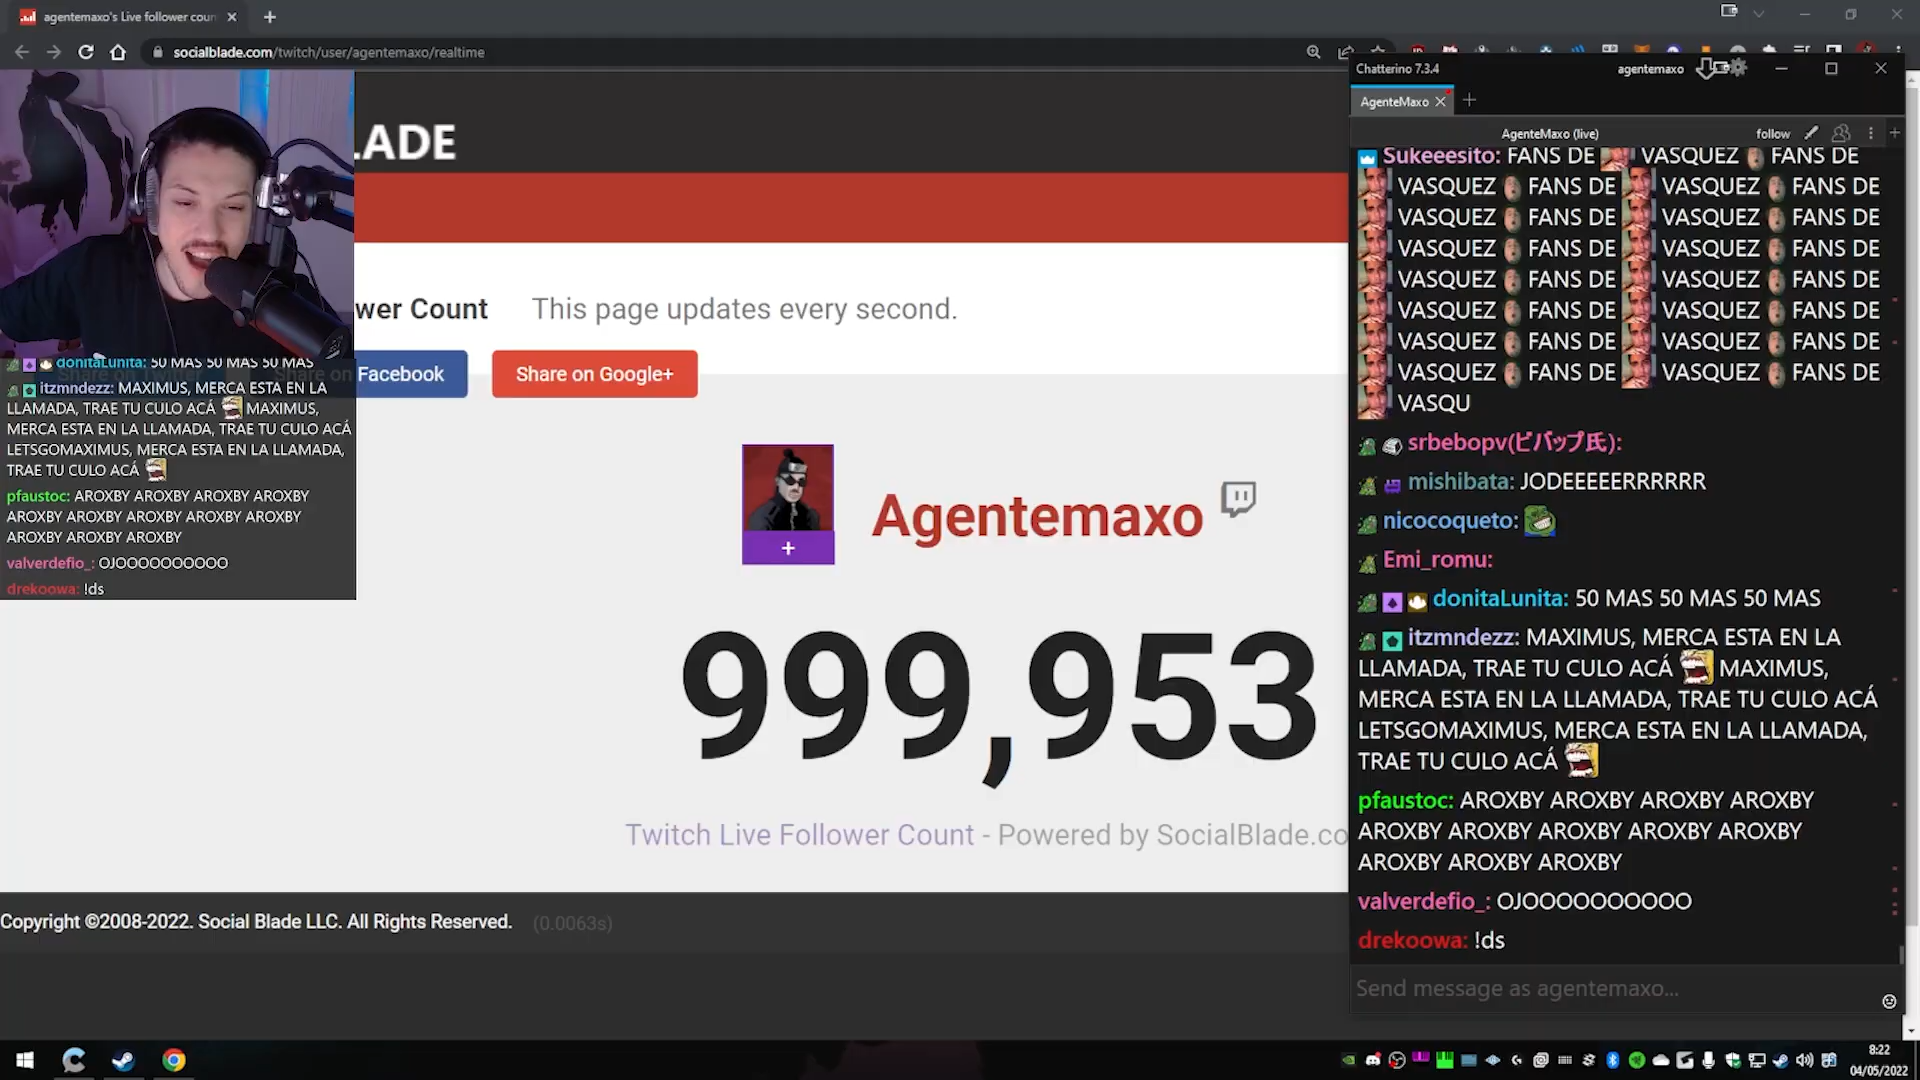 agentemaxo's Live follower coun
socialblade.com/twitch/user/agentemaxo/realtime
LADE
wer Count
This page updates every second.
Facebook
Share on Google+
donitaLunita: 50 MAS 50 MAS 50 MAS
itzmndezz: MAXIMUS, MERCA ESTA EN LA
LLAMADA, TRAE TU CULO ACÁ MAXIMUS,
MERCA ESTA EN LA LLAMADA, TRAE TU CULO ACÁ
LETSGOMAXIMUS, MERCA ESTA EN LA LLAMADA,
TRAE TU CULO ACÁ
pfaustoc: AROXBY AROXBY AROXBY AROXBY
AROXBY AROXBY AROXBY AROXBY AROXBY
AROXBY AROXBY AROXBY
valverdefio_: OJOOOOOOOOOO
drekoowa: !ds
+
Agentemaxo
999,953
Twitch Live Follower Count - Powered by SocialBlade.co
Copyright ©2008-2022. Social Blade LLC. All Rights Reserved.
(0.0063s)
Chatterino 7.3.4
agentemaxo
AgenteMaxo
AgenteMaxo (live)
follow
Sukeeesito: FANS DE VASQUEZ FANS DE
VASQUEZ FANS DE VASQUEZ FANS DE
VASQUEZ FANS DE VASQUEZ FANS DE
VASQUEZ FANS DE VASQUEZ FANS DE
VASQUEZ FANS DE VASQUEZ FANS DE
VASQUEZ FANS DE VASQUEZ FANS DE
VASQUEZ FANS DE VASQUEZ FANS DE
VASQUEZ FANS DE VASQUEZ FANS DE
VASQU
srbebopv(ビバップ氏):
mishibata: JODEEEEERRRRRR
nicocoqueto:
Emi_romu:
donitaLunita: 50 MAS 50 MAS 50 MAS
itzmndezz: MAXIMUS, MERCA ESTA EN LA
LLAMADA, TRAE TU CULO ACÁ MAXIMUS,
MERCA ESTA EN LA LLAMADA, TRAE TU CULO ACÁ
LETSGOMAXIMUS, MERCA ESTA EN LA LLAMADA,
TRAE TU CULO ACÁ
pfaustoc: AROXBY AROXBY AROXBY AROXBY
AROXBY AROXBY AROXBY AROXBY AROXBY
AROXBY AROXBY AROXBY
valverdefio_: OJOOOOOOOOOO
drekoowa: !ds
Send message as agentemaxo...
8:22
04/05/2022